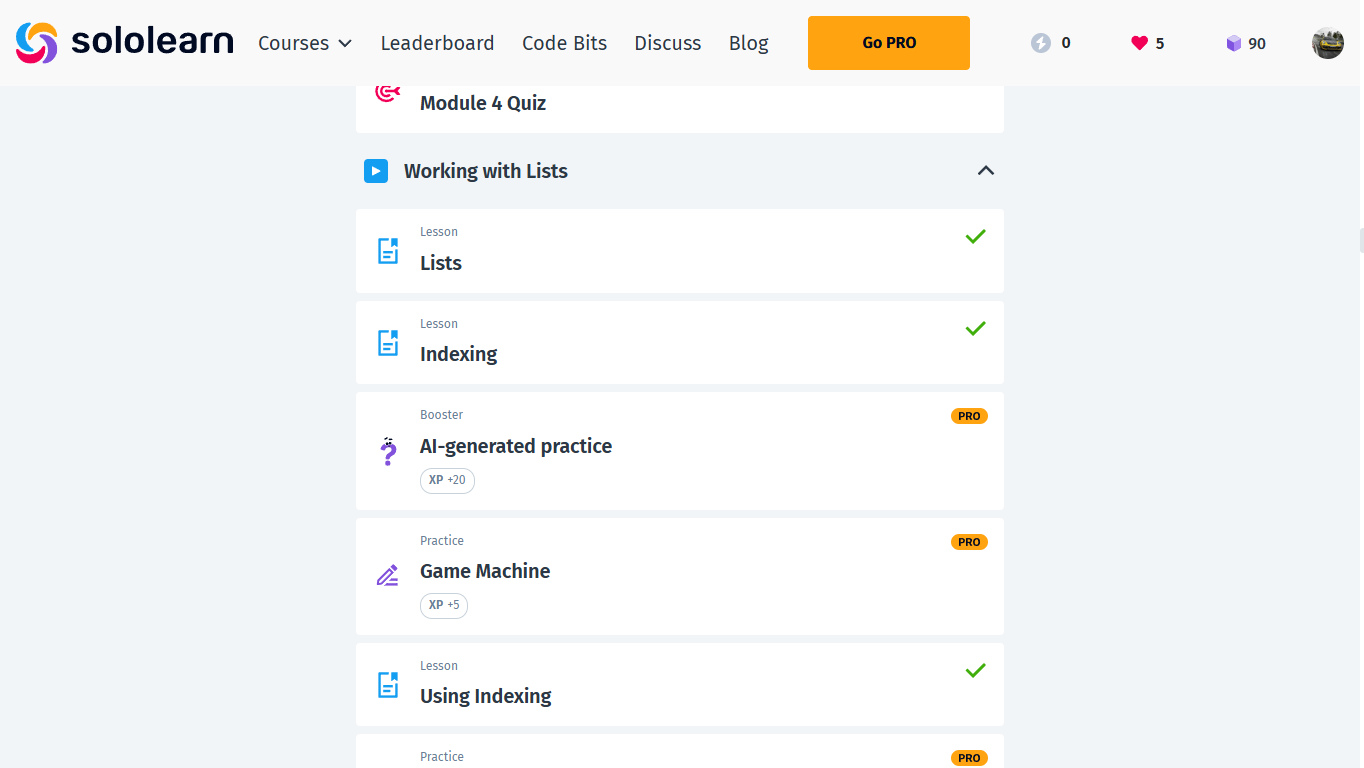 sololearn Courses Leaderboard Code Bits Discuss Blog Go PRO 0 5 90
Module 4 Quiz
Working with Lists
Lesson
Lists
Lesson
Indexing
Booster PRO
AI-generated practice
XP +20
Practice PRO
Game Machine
XP +5
Lesson
Using Indexing
Practice PRO